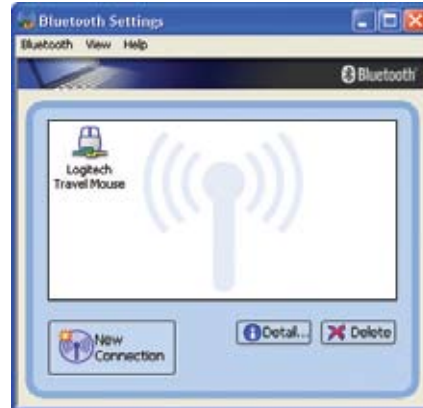 Bluetooth Settings
Bluetooth View Help
Bluetooth
Logitech
Travel Mouse
New
Connection
Detail...
Delete